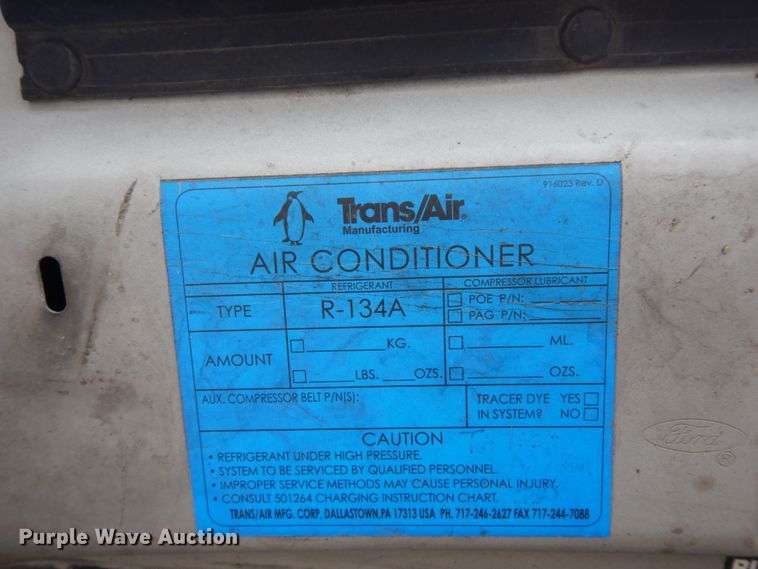 916023 Rev. D
Trans/Air®
Manufacturing
AIR CONDITIONER
REFRIGERANT COMPRESSOR LUBRICANT
TYPE R-134A POE P/N:
PAG P/N:
AMOUNT KG. ML.
LBS. OZS. OZS.
AUX. COMPRESSOR BELT P/N(S): TRACER DYE YES
IN SYSTEM? NO
CAUTION
• REFRIGERANT UNDER HIGH PRESSURE.
• SYSTEM TO BE SERVICED BY QUALIFIED PERSONNEL.
• IMPROPER SERVICE METHODS MAY CAUSE PERSONAL INJURY.
• CONSULT 501264 CHARGING INSTRUCTION CHART.
TRANS/AIR MFG. CORP, DALLASTOWN, PA 17313 USA PH. 717-246-2627 FAX 717-244-7088
Ford
®
Purple Wave Auction